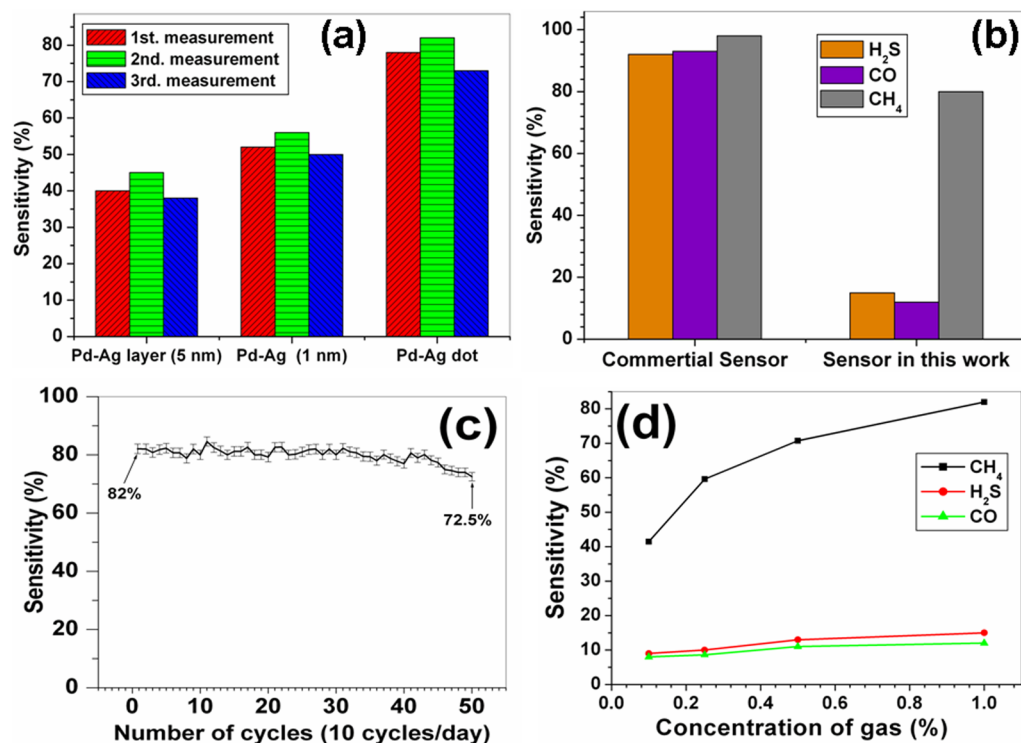 (a)
1st. measurement
2nd. measurement
3rd. measurement
Sensitivity (%)
80
70
60
50
40
30
20
10
0
Pd-Ag layer (5 nm) Pd-Ag (1 nm) Pd-Ag dot
(b)
H2S
CO
CH4
Sensitivity (%)
100
80
60
40
20
0
Commertial Sensor Sensor in this work
(c)
Sensitivity (%)
100
80
60
40
20
0
82%
72.5%
0 10 20 30 40 50
Number of cycles (10 cycles/day)
(d)
CH4
H2S
CO
Sensitivity (%)
80
70
60
50
40
30
20
10
0
0.0 0.2 0.4 0.6 0.8 1.0
Concentration of gas (%)